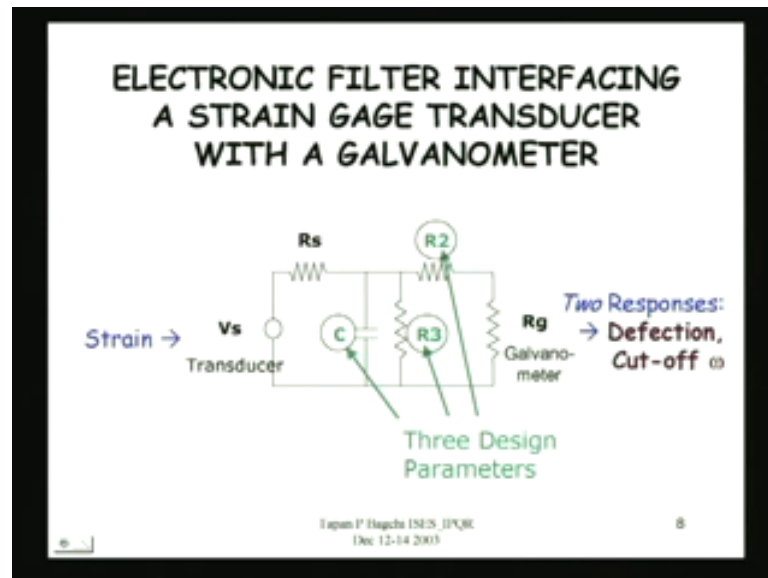 ELECTRONIC FILTER INTERFACING
A STRAIN GAGE TRANSDUCER
WITH A GALVANOMETER
Rs
R2
Strain →
Vs
Transducer
C
R3
Rg
Galvano-
meter
Two Responses:
→ Defection,
Cut-off ω
Three Design
Parameters
Tapan P Bagchi ISES_IPQR
Dec 12-14 2003
8